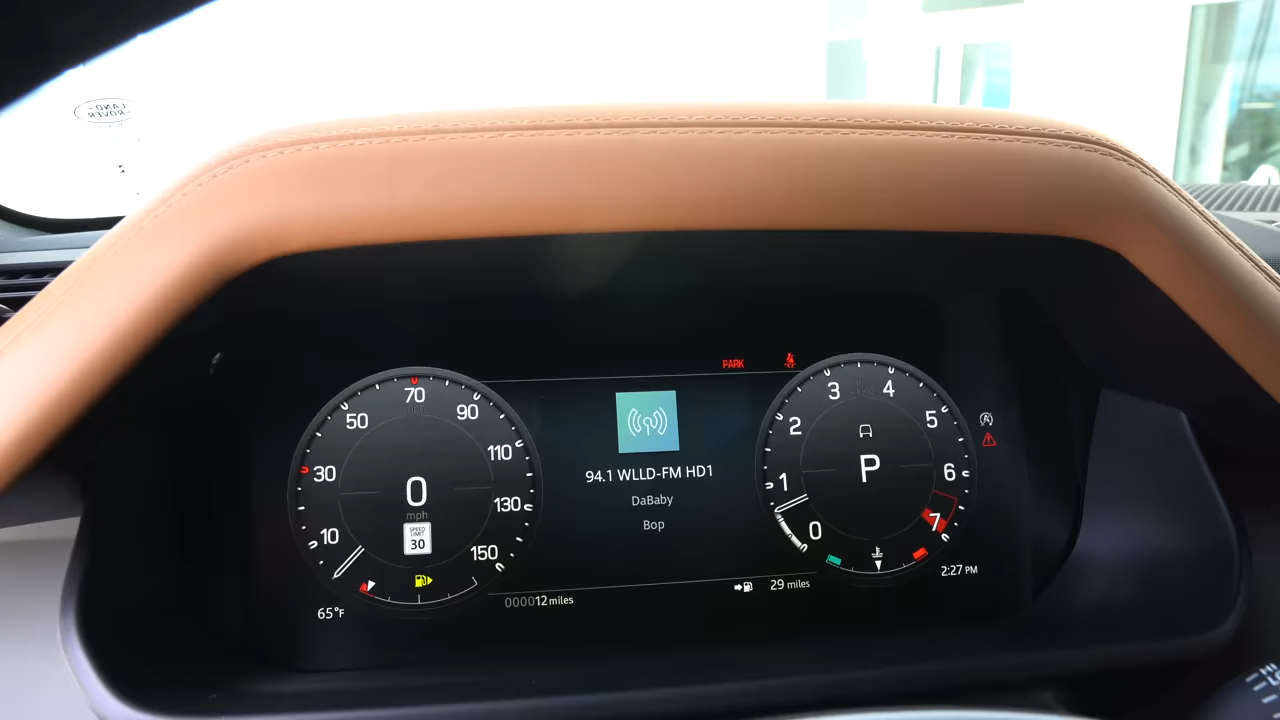 LAND-
-ROVER
PARK
70
mph
50
90
30
110
0
mph
130
10
150
SPEED
LIMIT
30
65°F
94.1 WLLD-FM HD1
DaBaby
Bop
000012 miles
29 miles
3
4
2
5
1
P
6
0
7
2:27 PM